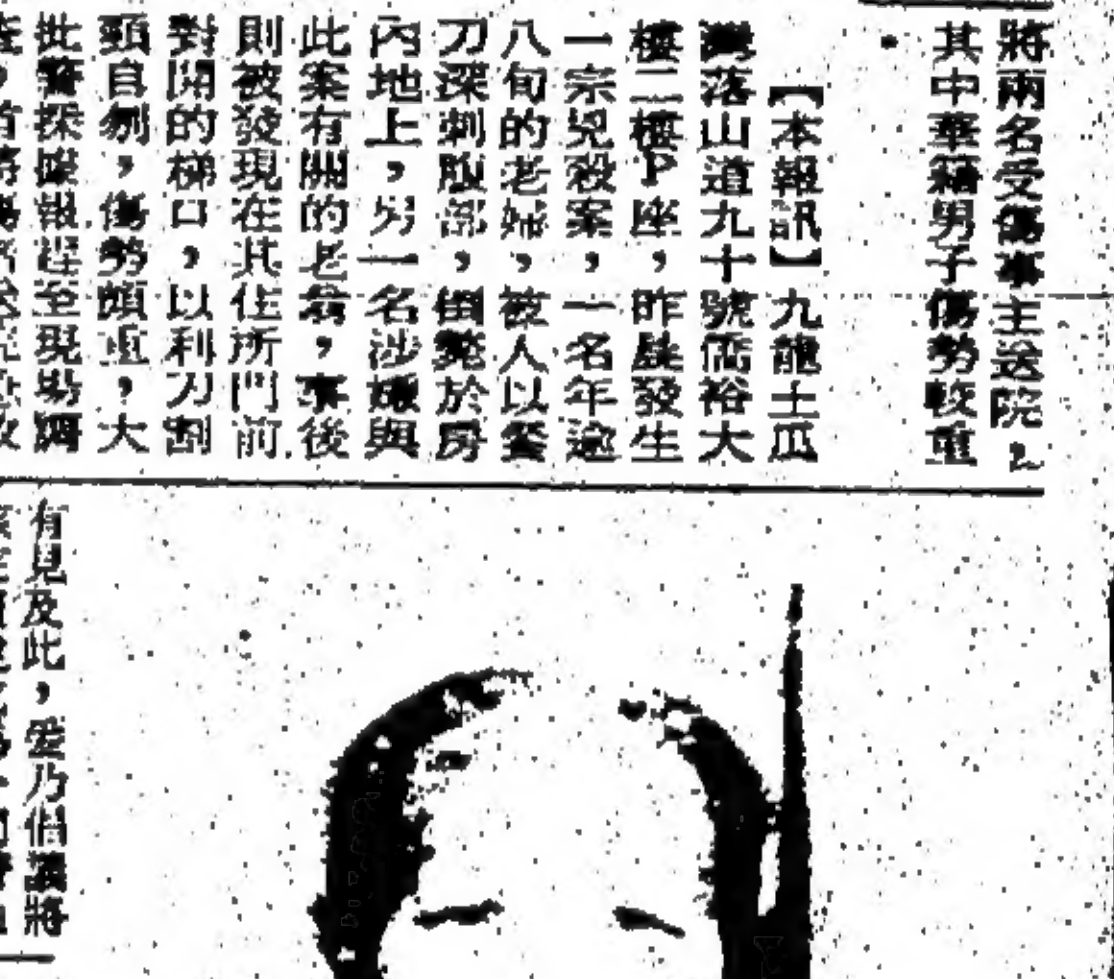 將兩名受傷事主送院,
其中華籍男子傷勢較重
。
【本報訊】九龍土瓜
灣落山道九十號僑裕大
樓二樓P座,昨晨發生
一宗兇殺案,一名年逾
八旬的老婦,被人以餐
刀深刺腹部,倒斃於房
內地上,另一名涉嫌與
此案有關的老翁,事後
則被發現在其住所門前
對開的梯口,以利刀割
頸自刎,傷勢頗重,大
批警探聞報趕至現場調
有見及此,爰乃倡議將